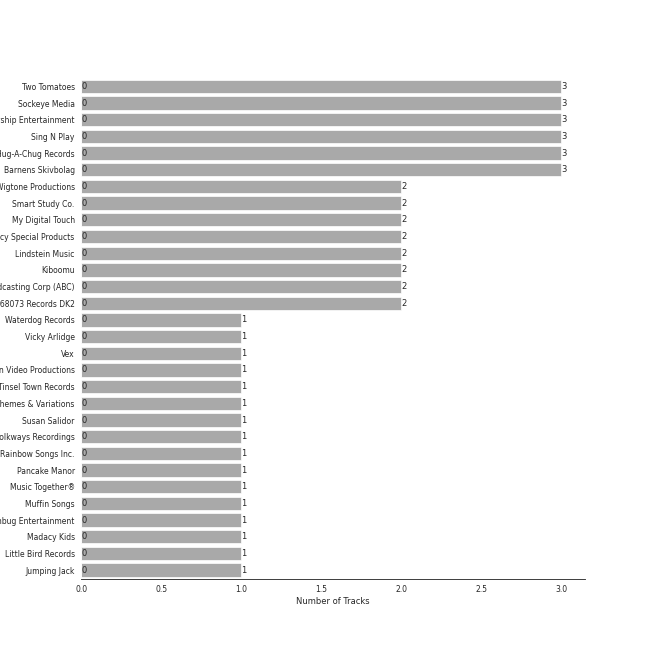 Two Tomatoes 0 3
Sockeye Media 0 3
ship Entertainment 0 3
Sing N Play 0 3
Hug-A-Chug Records 0 3
Barnens Skivbolag 0 3
Wigtone Productions 0 2
Smart Study Co. 0 2
My Digital Touch 0 2
cy Special Products 0 2
Lindstein Music 0 2
Kiboomu 0 2
dcasting Corp (ABC) 0 2
68073 Records DK2 0 2
Waterdog Records 0 1
Vicky Arlidge 0 1
Vex 0 1
n Video Productions 0 1
Tinsel Town Records 0 1
Themes & Variations 0 1
Susan Salidor 0 1
olkways Recordings 0 1
Rainbow Songs Inc. 0 1
Pancake Manor 0 1
Music Together® 0 1
Muffin Songs 0 1
nbug Entertainment 0 1
Madacy Kids 0 1
Little Bird Records 0 1
Jumping Jack 0 1
0.0 0.5 1.0 1.5 2.0 2.5 3.0
Number of Tracks